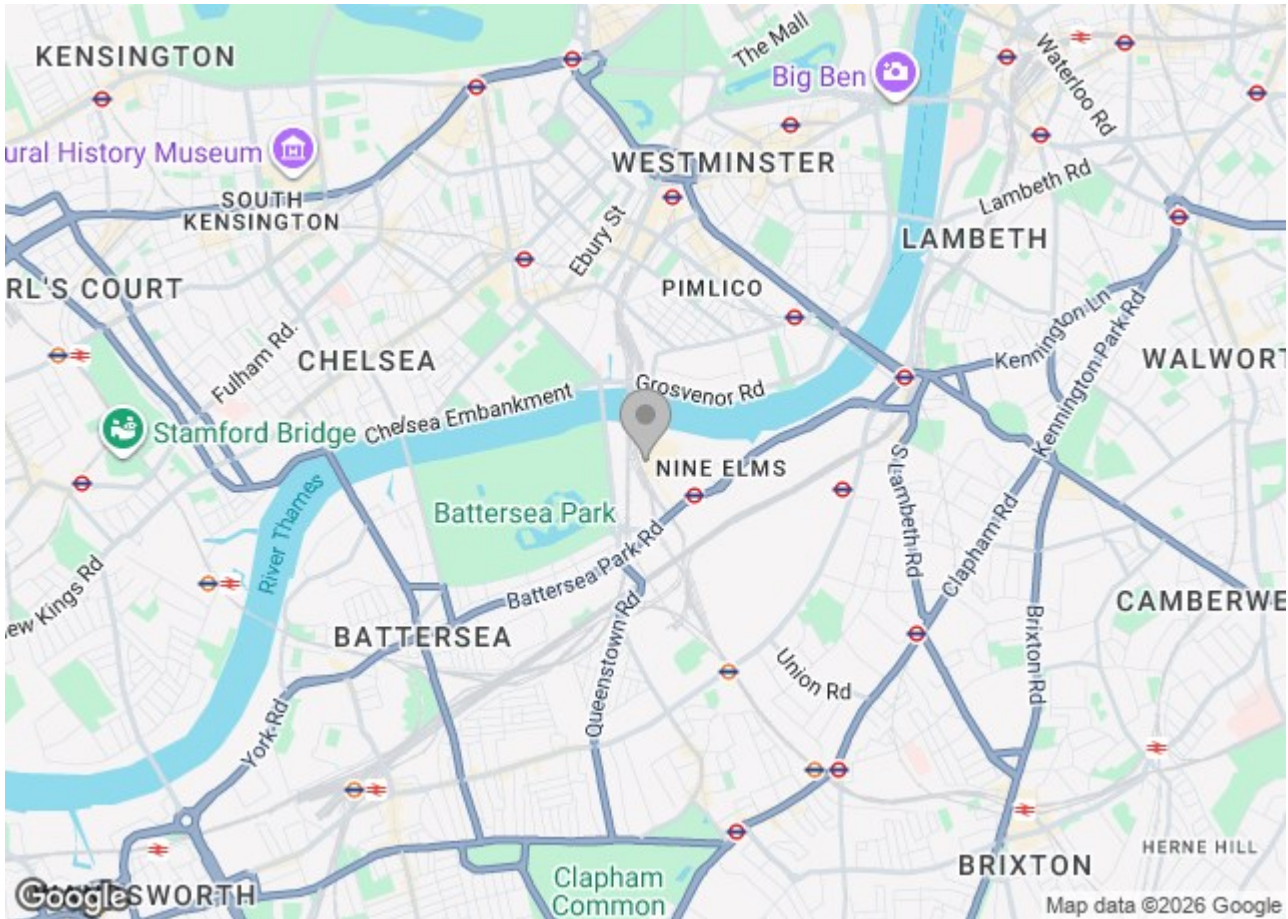 KENSINGTON
The Mall
Waterloo Rd
Big Ben
ural History Museum
WESTMINSTER
SOUTH
KENSINGTON
Lambeth Rd
Ebury St
LAMBETH
RL'S COURT
PIMLICO
Kennington Ln
Kennington Park Rd
Fulham Rd.
CHELSEA
WALWORT
Grosvenor Rd
Chelsea Embankment
Stamford Bridge
NINE ELMS
S Lambeth Rd
Clapham Rd
River Thames
Battersea Park
Battersea Park Rd
ew Kings Rd
CAMBERWE
BATTERSEA
Queenstown Rd
Union Rd
Brixton Rd
York Rd
HERNE HILL
BRIXTON
Clapham
Common
Google
Map data ©2026 Google